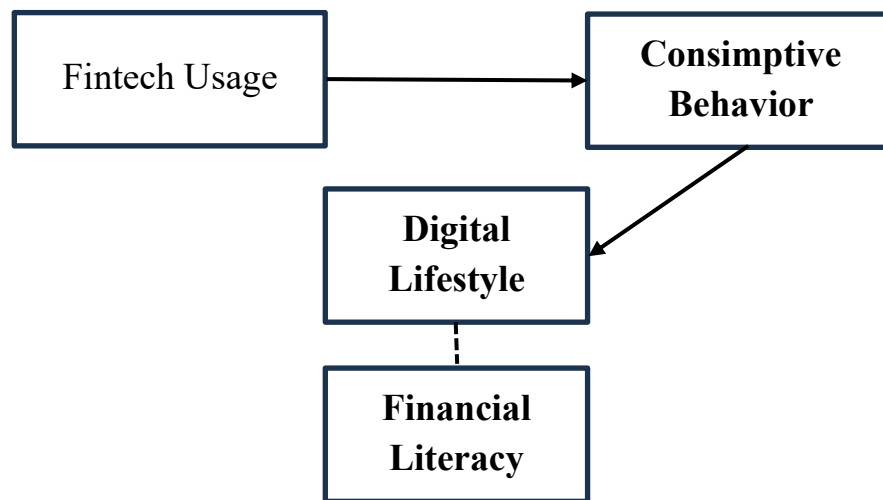 Fintech Usage
Consimptive
Behavior
Digital
Lifestyle
Financial
Literacy